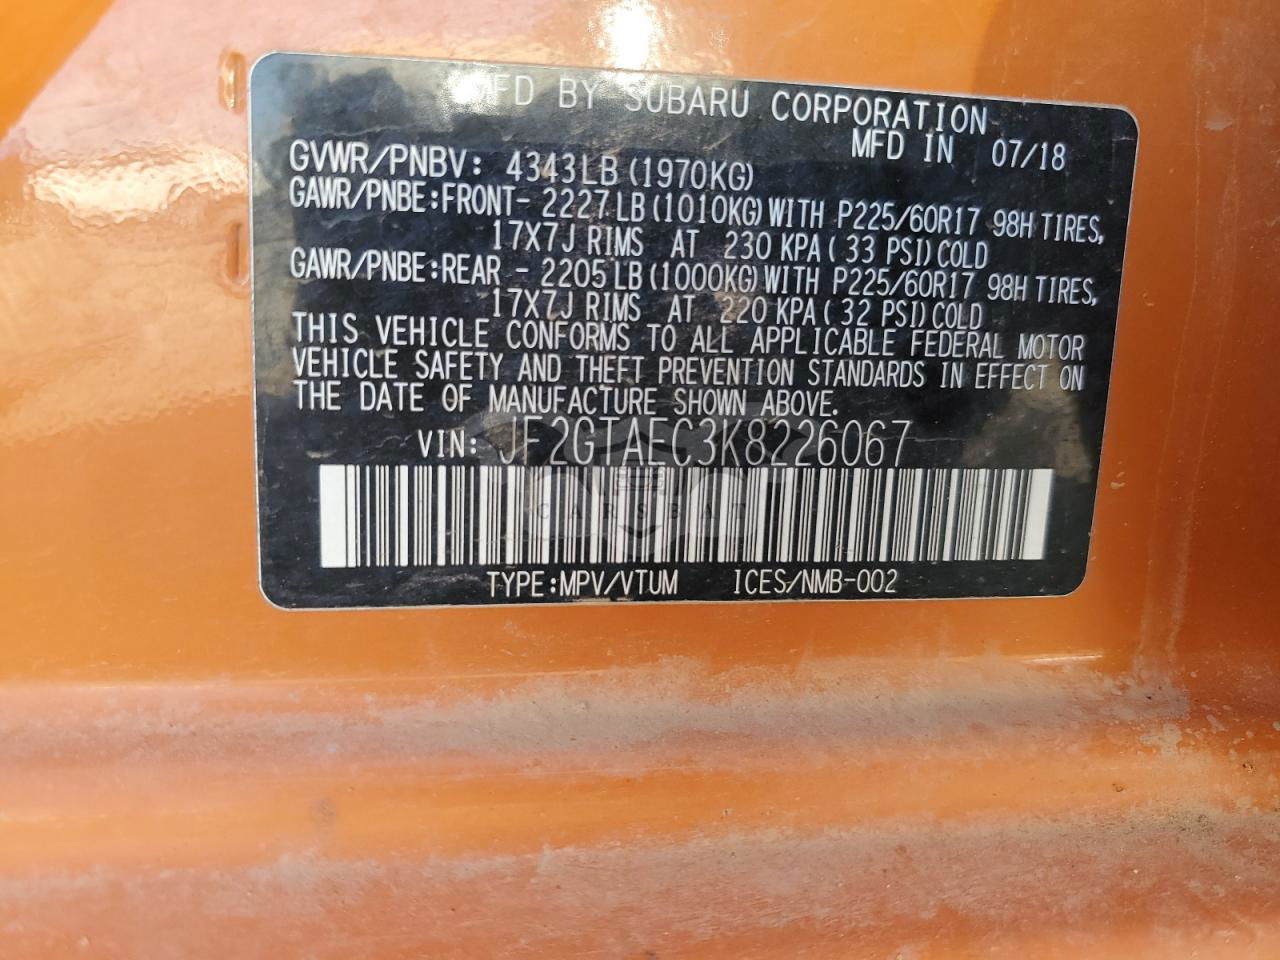 MFD BY SUBARU CORPORATION
MFD IN 07/18
GVWR/PNBV: 4343LB (1970KG)
GAWR/PNBE:FRONT- 2227LB (1010KG) WITH P225/60R17 98H TIRES,
17X7J RIMS AT 230 KPA ( 33 PSI) COLD
GAWR/PNBE:REAR - 2205LB (1000KG) WITH P225/60R17 98H TIRES,
17X7J RIMS AT 220 KPA ( 32 PSI) COLD
THIS VEHICLE CONFORMS TO ALL APPLICABLE FEDERAL MOTOR
VEHICLE SAFETY AND THEFT PREVENTION STANDARDS IN EFFECT ON
THE DATE OF MANUFACTURE SHOWN ABOVE.
VIN: JF2GTAEC3K8226067
CARSBAT
TYPE:MPV/VTUM ICES/NMB-002